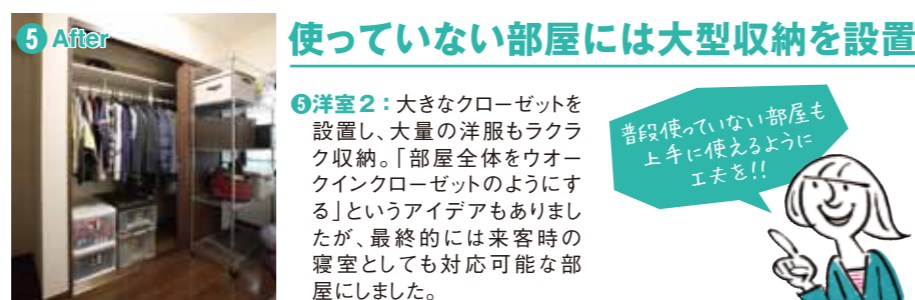 ❺ After
使っていない部屋には大型収納を設置
❺洋室2：大きなクローゼットを
設置し、大量の洋服もラクラ
ク収納。「部屋全体をウオー
クインクローゼットのようにす
る」というアイデアもありまし
たが、最終的には来客時の
寝室としても対応可能な部
屋にしました。
普段使っていない部屋も
上手に使えるように
工夫を!!